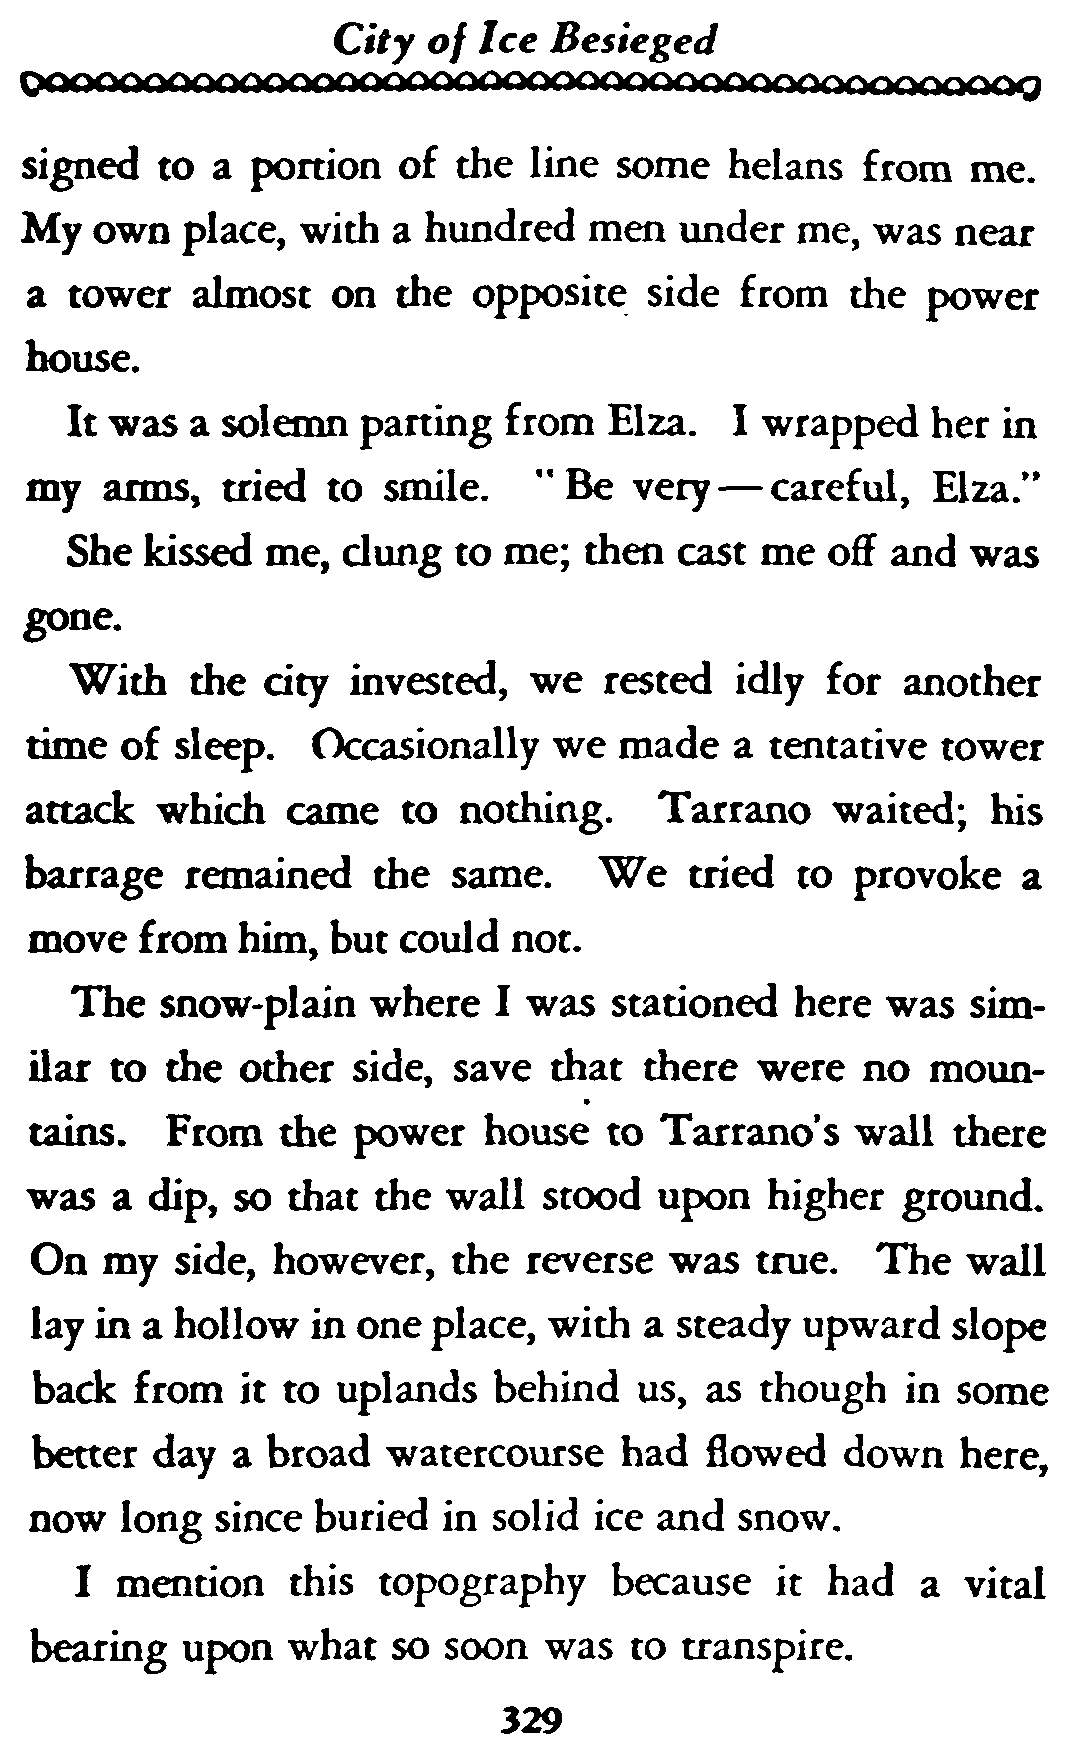 City of Ice Besieged
signed to a portion of the line some helans from me.
My own place, with a hundred men under me, was near
a tower almost on the opposite side from the power
house.
It was a solemn parting from Elza. I wrapped her in
my arms, tried to smile. "Be very—careful, Elza."
She kissed me, clung to me; then cast me off and was
gone.
With the city invested, we rested idly for another
time of sleep. Occasionally we made a tentative tower
attack which came to nothing. Tarrano waited; his
barrage remained the same. We tried to provoke a
move from him, but could not.
The snow-plain where I was stationed here was sim-
ilar to the other side, save that there were no moun-
tains. From the power house to Tarrano's wall there
was a dip, so that the wall stood upon higher ground.
On my side, however, the reverse was true. The wall
lay in a hollow in one place, with a steady upward slope
back from it to uplands behind us, as though in some
better day a broad watercourse had flowed down here,
now long since buried in solid ice and snow.
I mention this topography because it had a vital
bearing upon what so soon was to transpire.
329